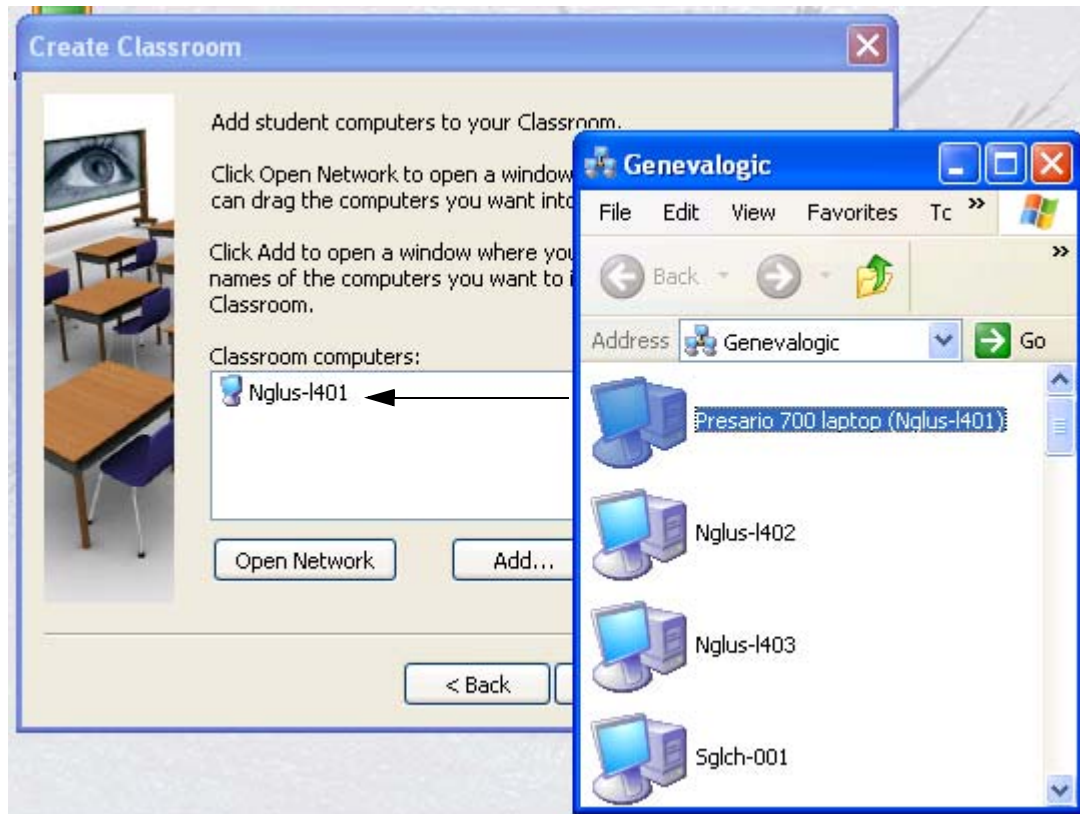 Create Classroom
Add student computers to your Classroom.
Click Open Network to open a window
can drag the computers you want into
Click Add to open a window where you
names of the computers you want to i
Classroom.
Classroom computers:
Nglus-l401
Open Network
Add...
< Back
Genevalogic
File Edit View Favorites Tc »
Back
»
Address Genevalogic Go
Presario 700 laptop (Nglus-l401)
Nglus-l402
Nglus-l403
Sglch-001